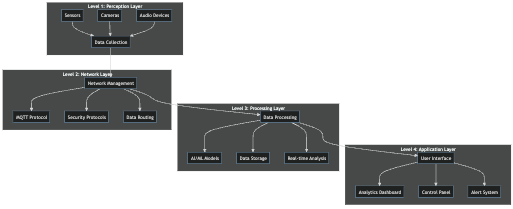 Level 1: Perception Layer
Sensors
Cameras
Audio Devices
Data Collection
Level 2: Network Layer
Network Management
MQTT Protocol
Security Protocols
Data Routing
Level 3: Processing Layer
Data Processing
AI/ML Models
Data Storage
Real-time Analysis
Level 4: Application Layer
User Interface
Analytics Dashboard
Control Panel
Alert System